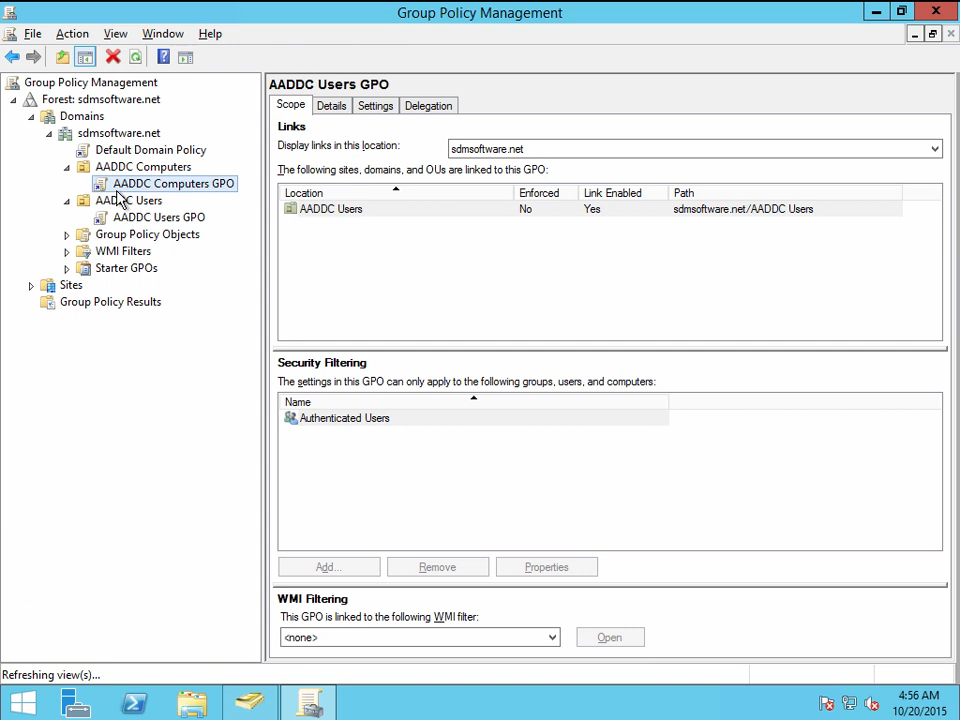 Group Policy Management
File Action View Window Help
Group Policy Management
Forest: sdmsoftware.net
Domains
sdmsoftware.net
Default Domain Policy
AADDC Computers
AADDC Computers GPO
AADDC Users
AADDC Users GPO
Group Policy Objects
WMI Filters
Starter GPOs
Sites
Group Policy Results
AADDC Users GPO
Scope Details Settings Delegation
Links
Display links in this location: sdmsoftware.net
The following sites, domains, and OUs are linked to this GPO:
Location Enforced Link Enabled Path
AADDC Users No Yes sdmsoftware.net/AADDC Users
Security Filtering
The settings in this GPO can only apply to the following groups, users, and computers:
Name
Authenticated Users
Add... Remove Properties
WMI Filtering
This GPO is linked to the following WMI filter:
<none> Open
Refreshing view(s)...
4:56 AM
10/20/2015